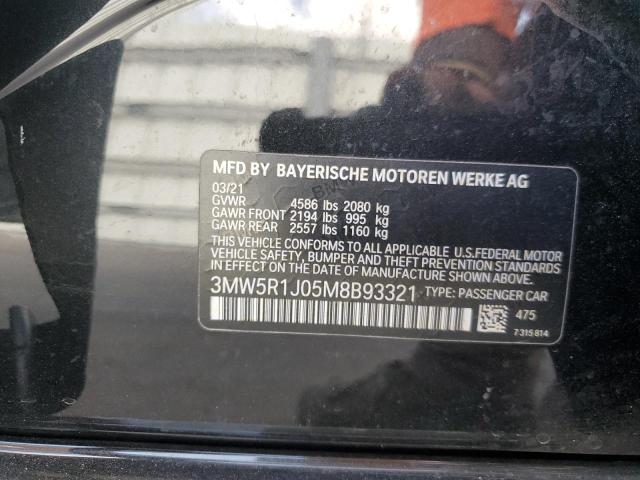 MFD BY BAYERISCHE MOTOREN WERKE AG
03/21
GVWR 4586 lbs 2080 kg
GAWR FRONT 2194 lbs 995 kg
GAWR REAR 2557 lbs 1160 kg
THIS VEHICLE CONFORMS TO ALL APPLICABLE U.S.FEDERAL MOTOR
VEHICLE SAFETY, BUMPER AND THEFT PREVENTION STANDARDS
IN EFFECT ON THE DATE OF MANUFACTURE SHOWN ABOVE.
3MW5R1J05M8B93321 TYPE: PASSENGER CAR
475
7 315 814